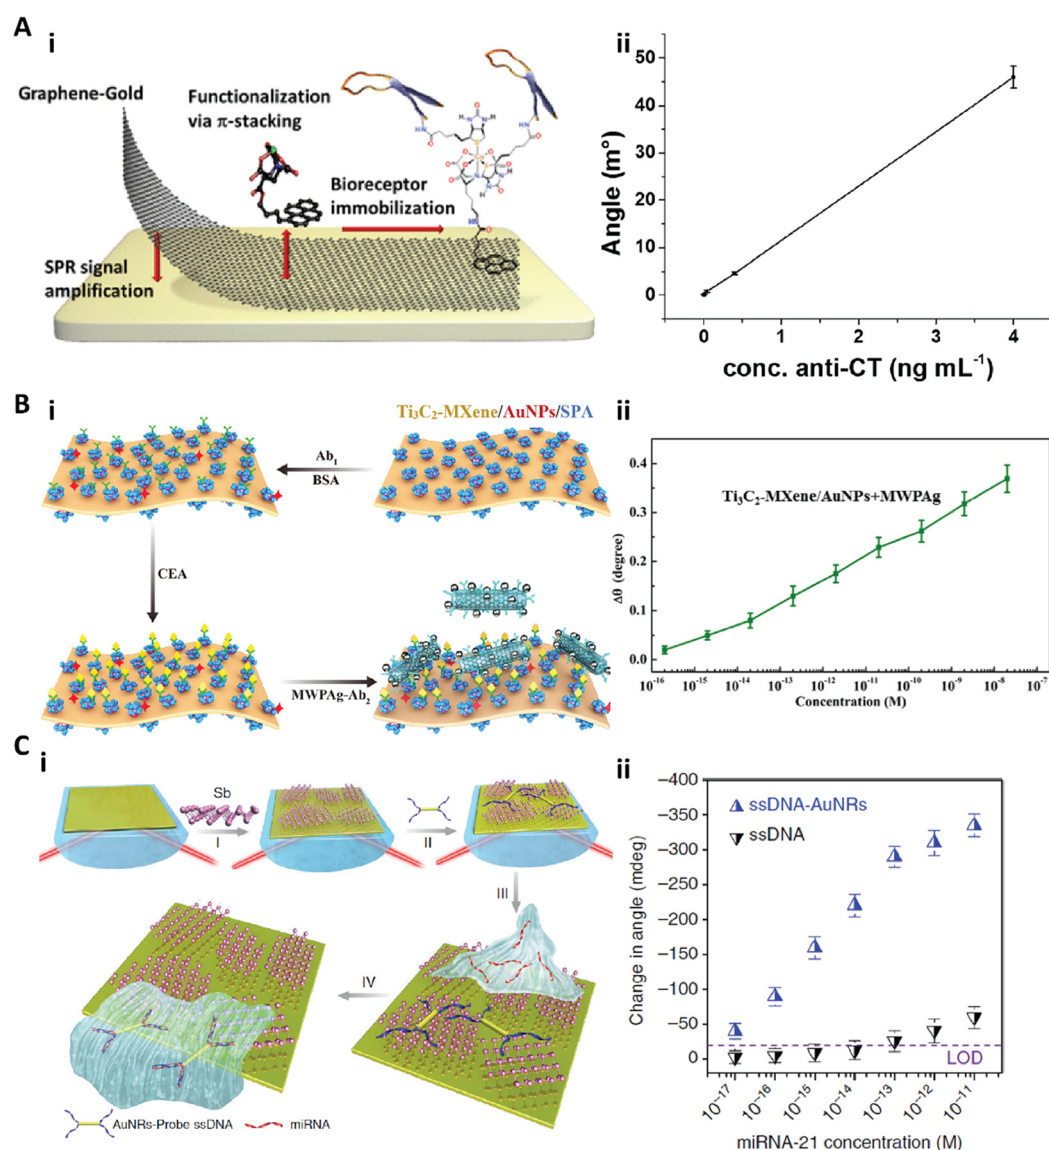 A
i
Graphene-Gold
Functionalization
via π-stacking
Bioreceptor
immobilization
SPR signal
amplification
ii
50
40
30
20
10
0
Angle (m°)
0
1
2
3
4
conc. anti-CT (ng mL⁻¹)
B
i
Ti₃C₂-MXene/AuNPs/SPA
Ab₁
BSA
CEA
MWPAg-Ab₂
ii
Ti₃C₂-MXene/AuNPs+MWPAg
0.4
0.3
0.2
0.1
0.0
Δθ (degree)
10⁻¹⁶ 10⁻¹⁵ 10⁻¹⁴ 10⁻¹³ 10⁻¹² 10⁻¹¹ 10⁻¹⁰ 10⁻⁹ 10⁻⁸ 10⁻⁷
Concentration (M)
C
i
Sb
I
II
III
IV
AuNRs-Probe ssDNA
miRNA
ii
−400
−350
−300
−250
−200
−150
−100
−50
0
Change in angle (mdeg)
ssDNA-AuNRs
ssDNA
LOD
10⁻¹⁷ 10⁻¹⁶ 10⁻¹⁵ 10⁻¹⁴ 10⁻¹³ 10⁻¹² 10⁻¹¹
miRNA-21 concentration (M)